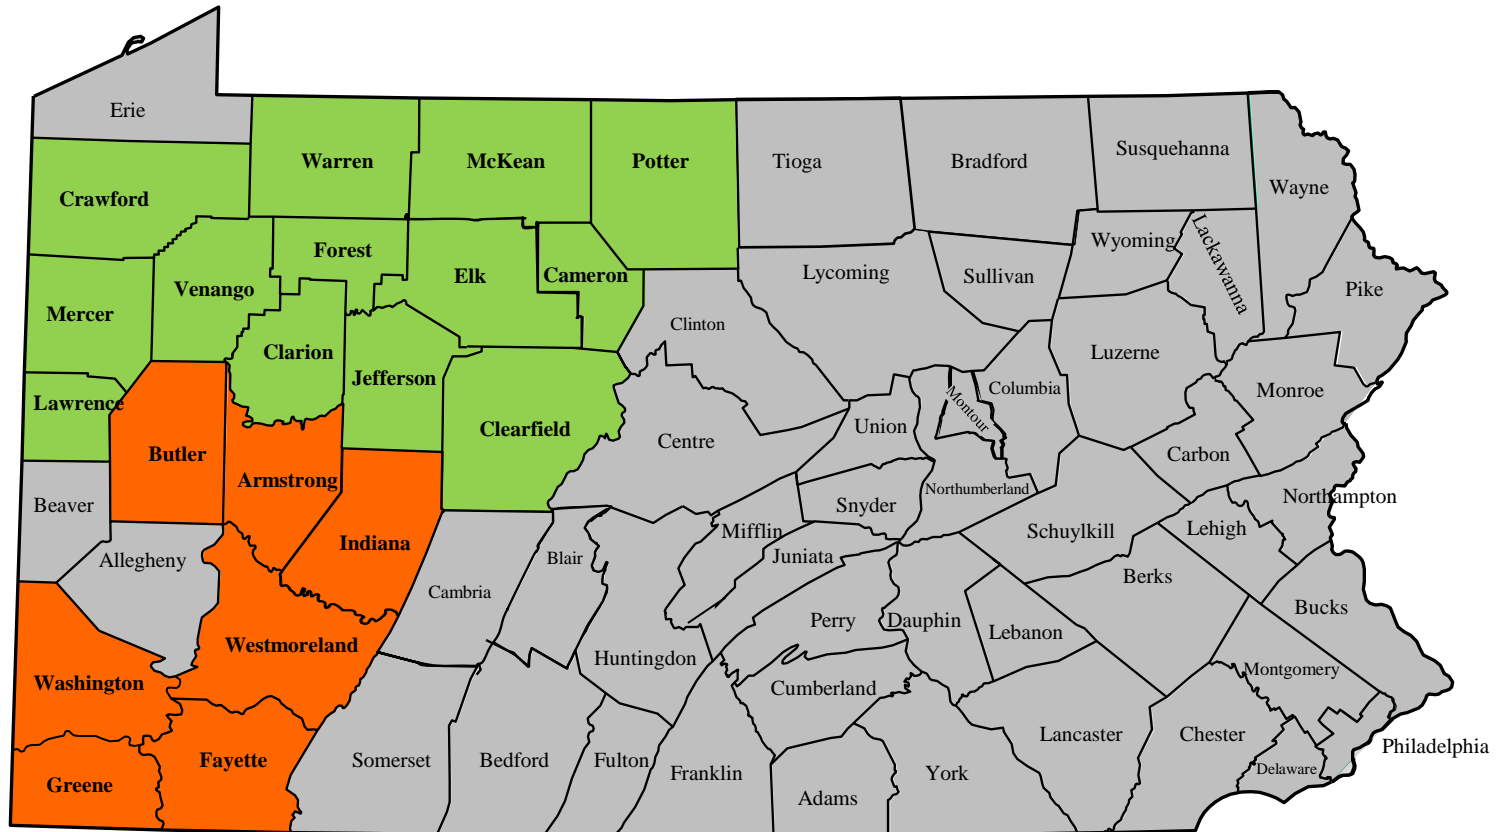 Erie
Warren
McKean
Potter
Tioga
Bradford
Susquehanna
Wayne
Crawford
Forest
Wyoming
Lackawanna
Venango
Elk
Cameron
Lycoming
Sullivan
Pike
Mercer
Clinton
Clarion
Jefferson
Luzerne
Monroe
Lawrence
Columbia
Montour
Butler
Clearfield
Centre
Union
Carbon
Armstrong
Beaver
Snyder
Northumberland
Northampton
Indiana
Mifflin
Schuylkill
Lehigh
Allegheny
Blair
Juniata
Berks
Cambria
Bucks
Perry
Dauphin
Lebanon
Westmoreland
Huntingdon
Washington
Cumberland
Montgomery
Fayette
Somerset
Bedford
Fulton
Lancaster
Chester
Philadelphia
Greene
Franklin
York
Delaware
Adams